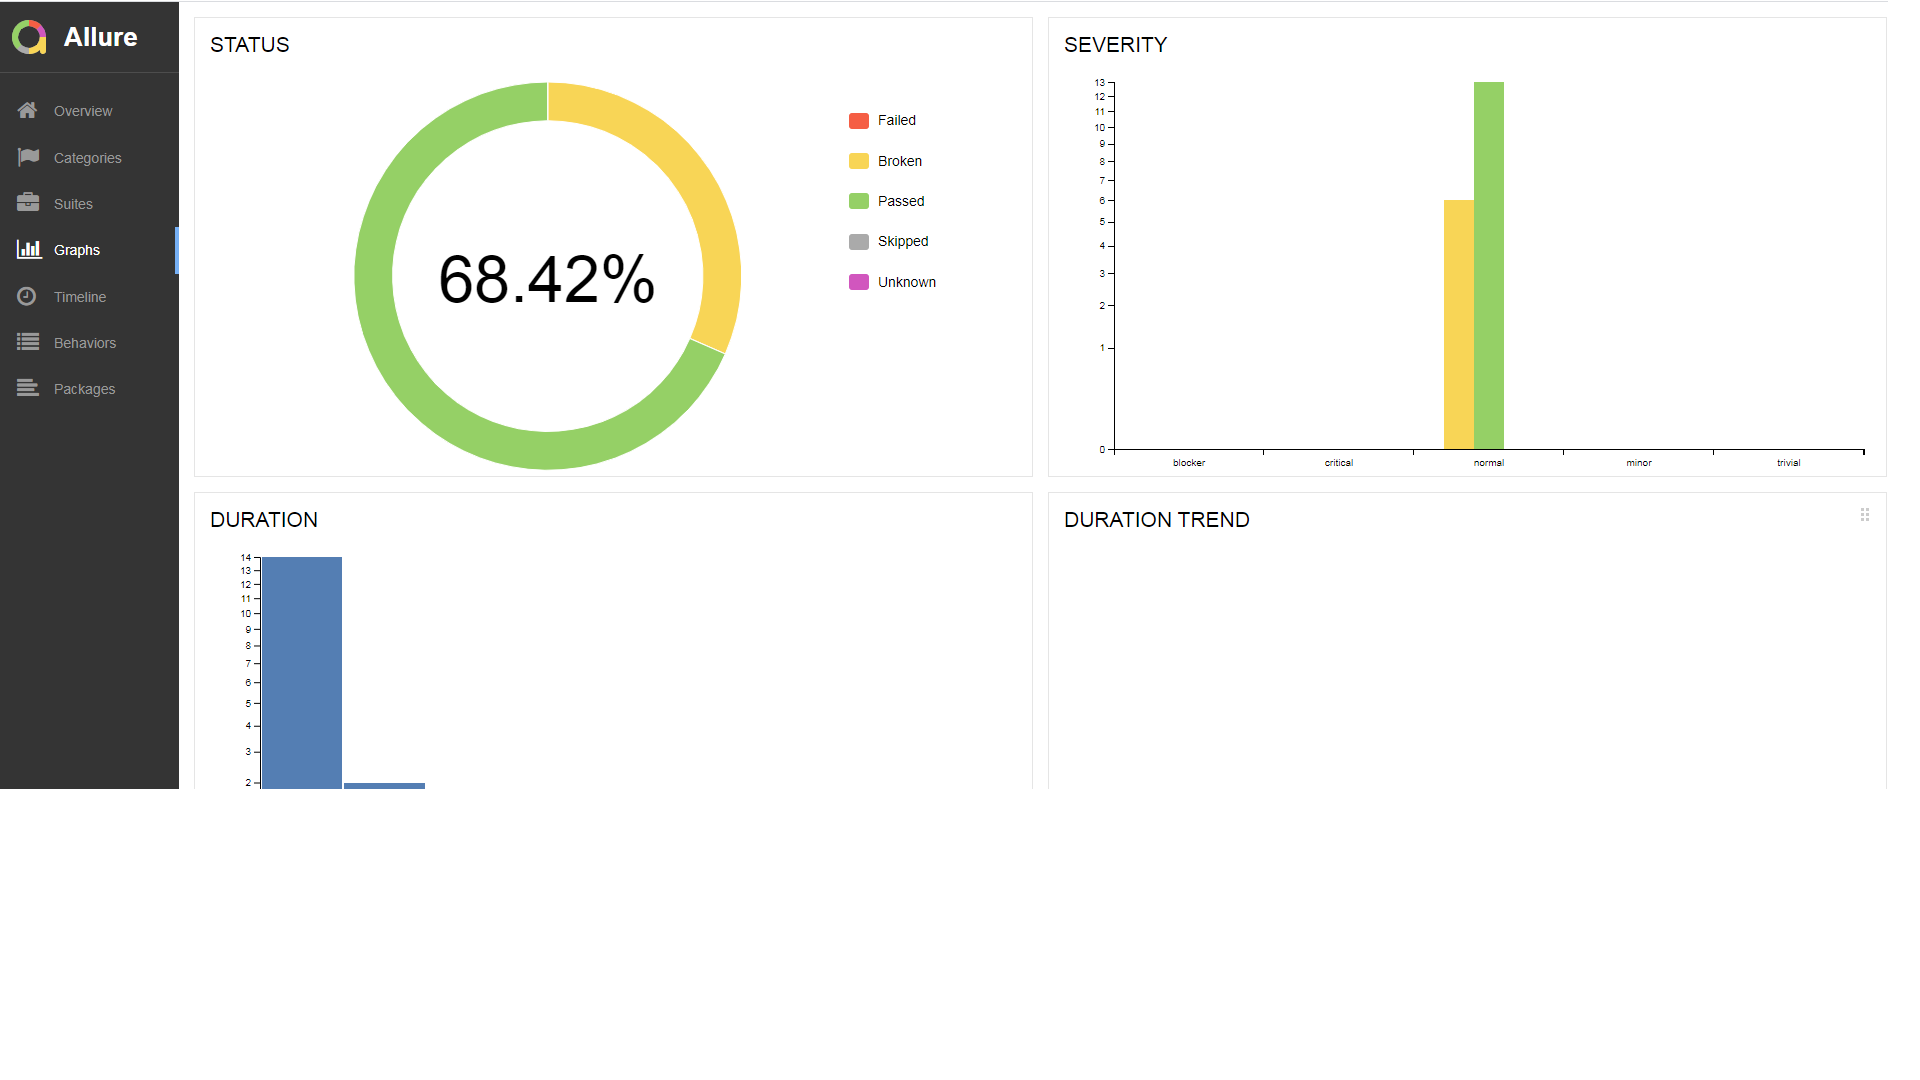 Allure
Overview
Categories
Suites
Graphs
Timeline
Behaviors
Packages
STATUS
68.42%
Failed
Broken
Passed
Skipped
Unknown
SEVERITY
13
12
11
10
9
8
7
6
5
4
3
2
1
0
blocker critical normal minor trivial
DURATION
14
13
12
11
10
9
8
7
6
5
4
3
2
DURATION TREND